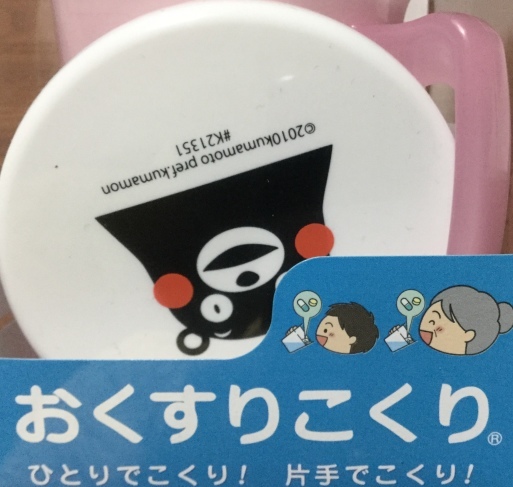 ©2010kumamoto pref.kumamon
#K21351
おくすりこくり®
ひとりでこくり! 片手でこくり!